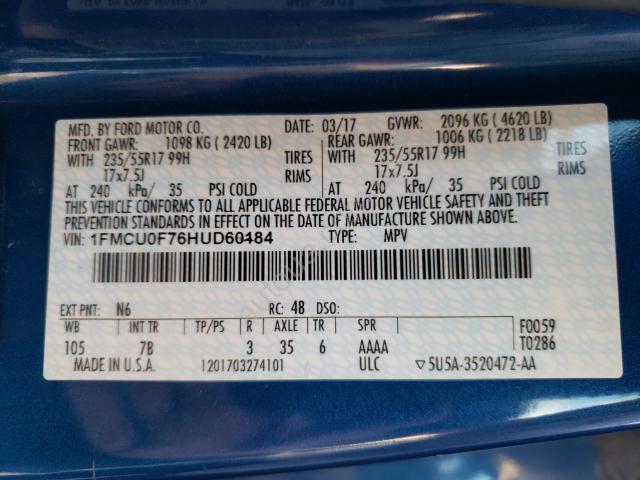 MFD. BY FORD MOTOR CO. DATE: 03/17 GVWR: 2096 KG ( 4620 LB)
FRONT GAWR: 1098 KG ( 2420 LB) REAR GAWR: 1006 KG ( 2218 LB)
WITH 235/55R17 99H TIRES WITH 235/55R17 99H TIRES
17x7.5J RIMS 17x7.5J RIMS
AT 240 kPa/ 35 PSI COLD AT 240 kPa/ 35 PSI COLD
THIS VEHICLE CONFORMS TO ALL APPLICABLE FEDERAL MOTOR VEHICLE SAFETY AND THEFT
PREVENTION STANDARDS IN EFFECT ON THE DATE OF MANUFACTURE SHOWN ABOVE.
VIN: 1FMCU0F76HUD60484 TYPE: MPV
EXT PNT: N6 RC: 48 DSO:
WB INT TR TP/PS R AXLE TR SPR F0059
105 7B 3 35 6 AAAA T0286
MADE IN U.S.A. 1201703274101 ULC ▽5U5A-3520472-AA